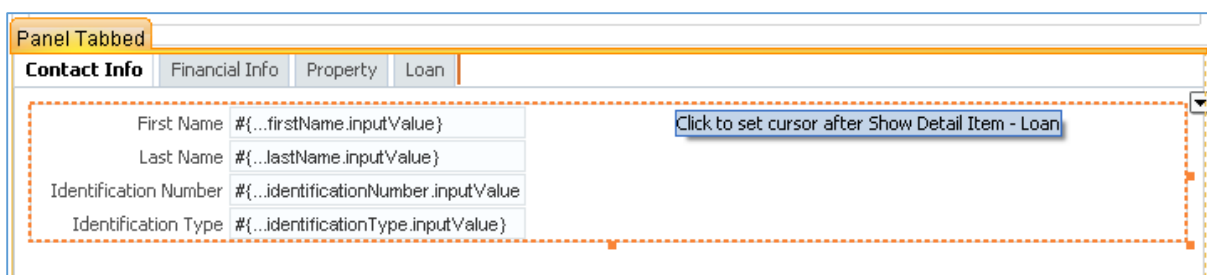 Panel Tabbed
Contact Info Financial Info Property Loan
First Name #{...firstName.inputValue} Click to set cursor after Show Detail Item - Loan
Last Name #{...lastName.inputValue}
Identification Number #{...identificationNumber.inputValue
Identification Type #{...identificationType.inputValue}